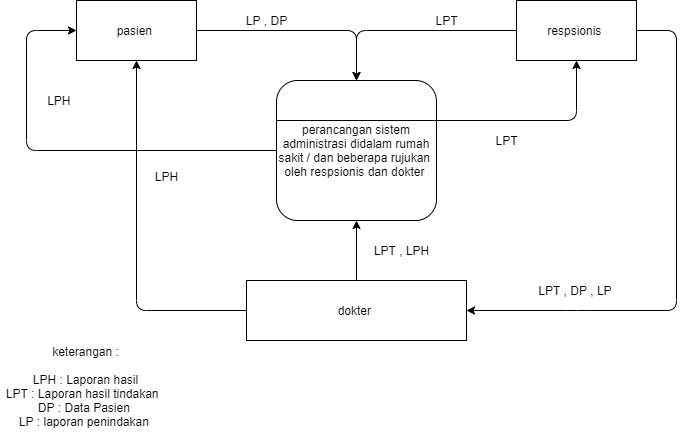 pasien
LP , DP
LPT
respsionis
LPH
perancangan sistem
administrasi didalam rumah
sakit / dan beberapa rujukan
oleh respsionis dan dokter
LPT
LPH
LPT , LPH
LPT , DP , LP
dokter
keterangan :
LPH : Laporan hasil
LPT : Laporan hasil tindakan
DP : Data Pasien
LP : laporan penindakan